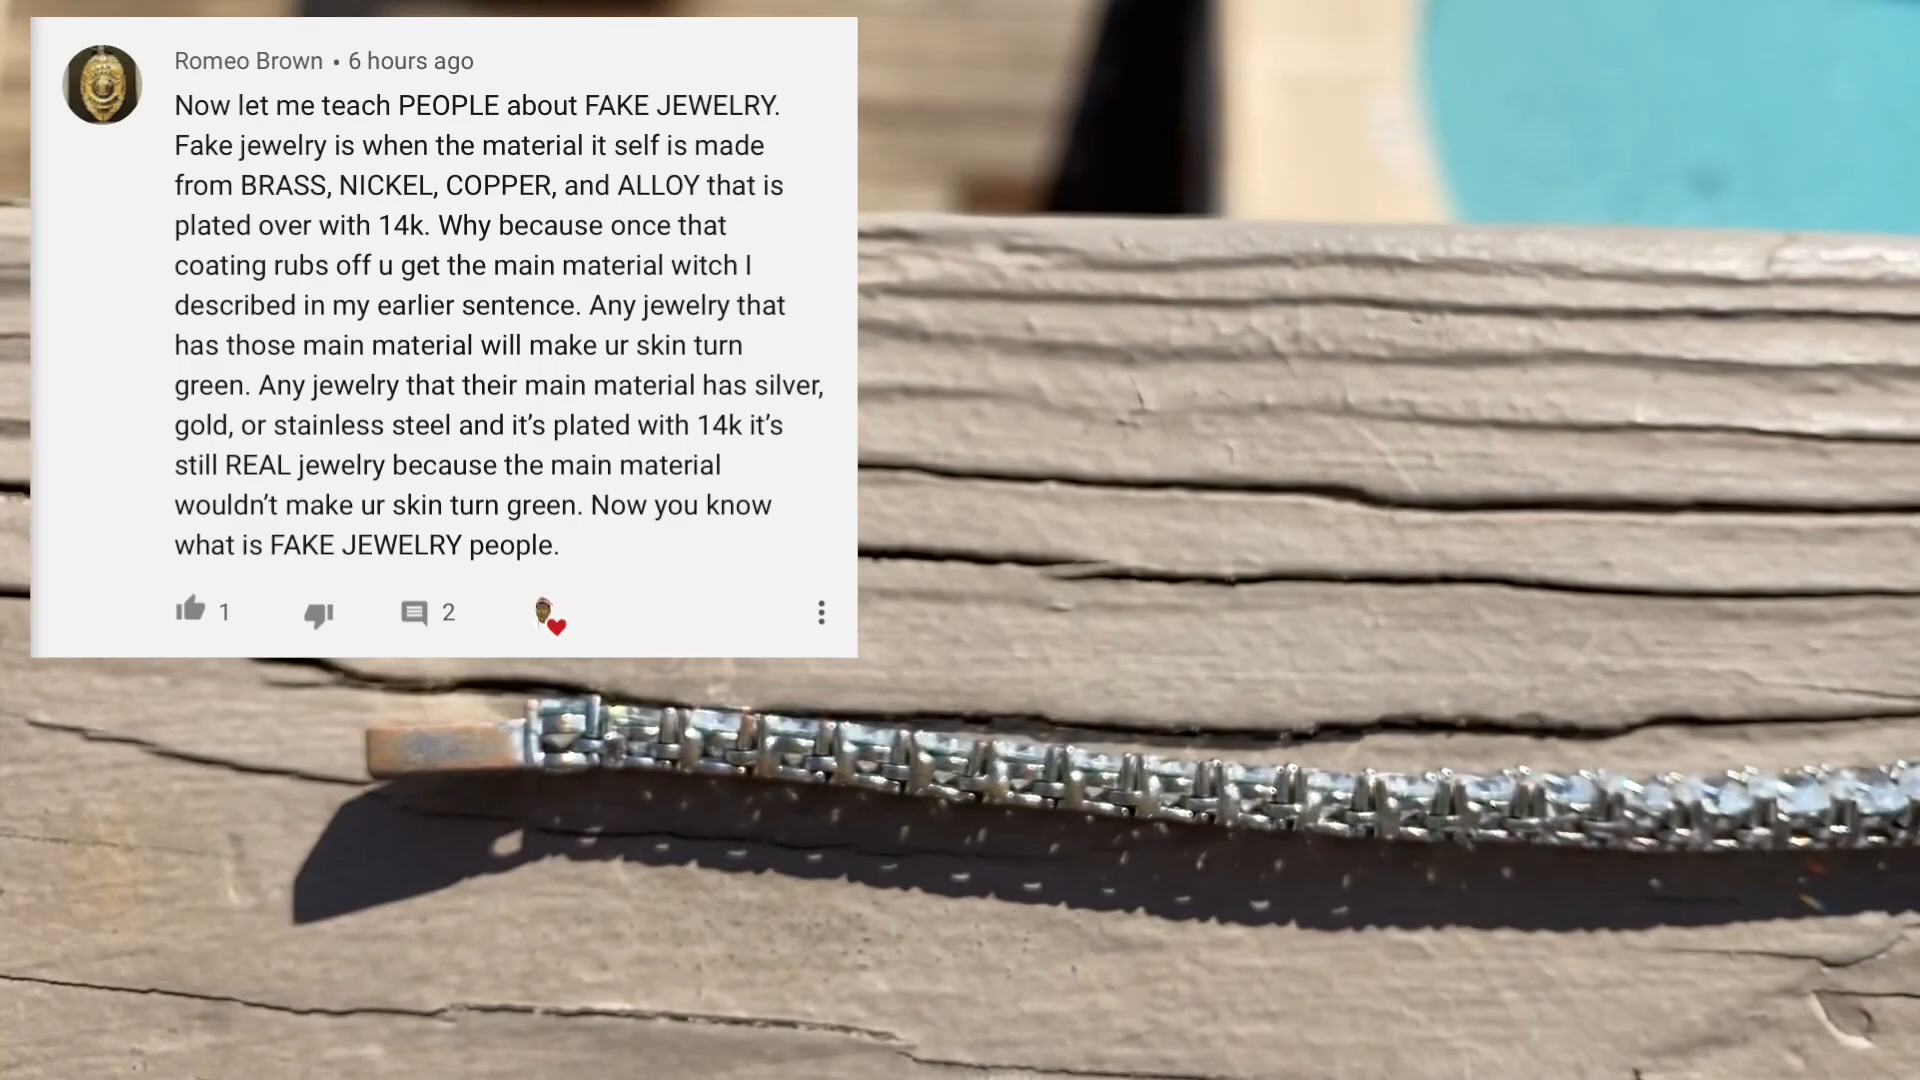 Romeo Brown • 6 hours ago
Now let me teach PEOPLE about FAKE JEWELRY.
Fake jewelry is when the material it self is made
from BRASS, NICKEL, COPPER, and ALLOY that is
plated over with 14k. Why because once that
coating rubs off u get the main material witch I
described in my earlier sentence. Any jewelry that
has those main material will make ur skin turn
green. Any jewelry that their main material has silver,
gold, or stainless steel and it’s plated with 14k it’s
still REAL jewelry because the main material
wouldn’t make ur skin turn green. Now you know
what is FAKE JEWELRY people.
1 2